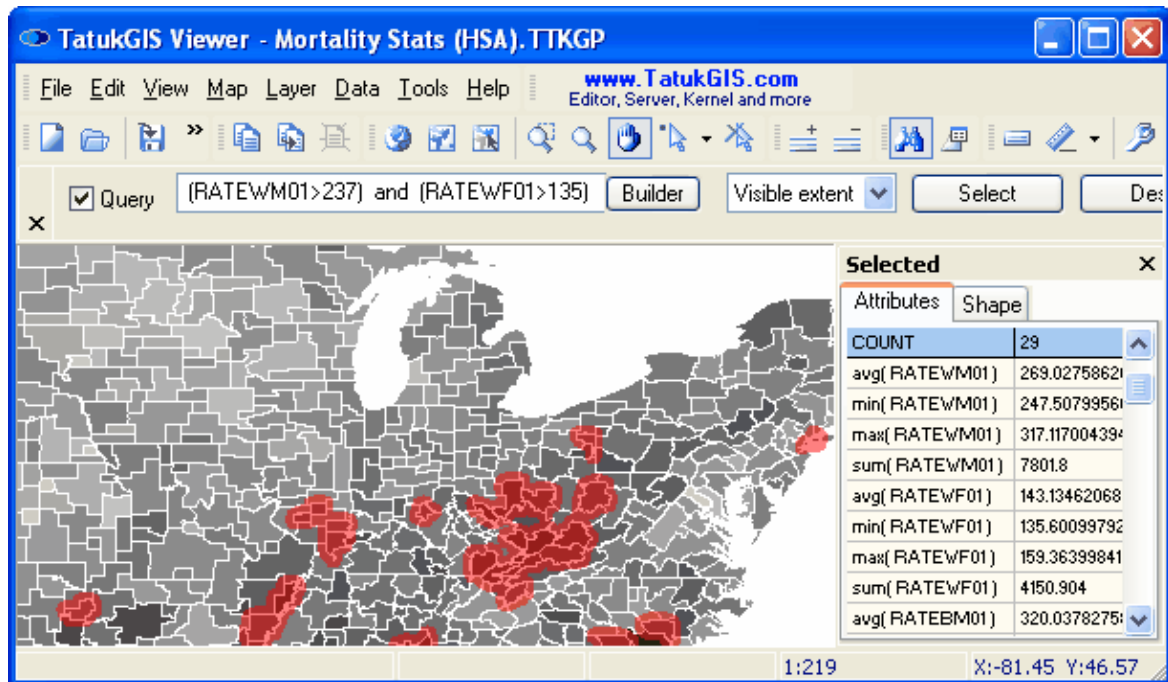 TatukGIS Viewer - Mortality Stats (HSA).TTKGP
File Edit View Map Layer Data Tools Help
www.TatukGIS.com
Editor, Server, Kernel and more
»
Query (RATEWM01>237) and (RATEWF01>135) Builder Visible extent Select Des
Selected
Attributes Shape
COUNT 29
avg(RATEWM01) 269.0275862
min(RATEWM01) 247.5079956
max(RATEWM01) 317.117004394
sum(RATEWM01) 7801.8
avg(RATEWF01) 143.13462068
min(RATEWF01) 135.60099792
max(RATEWF01) 159.36399841
sum(RATEWF01) 4150.904
avg(RATEBM01) 320.0378275
1:219 X:-81.45 Y:46.57